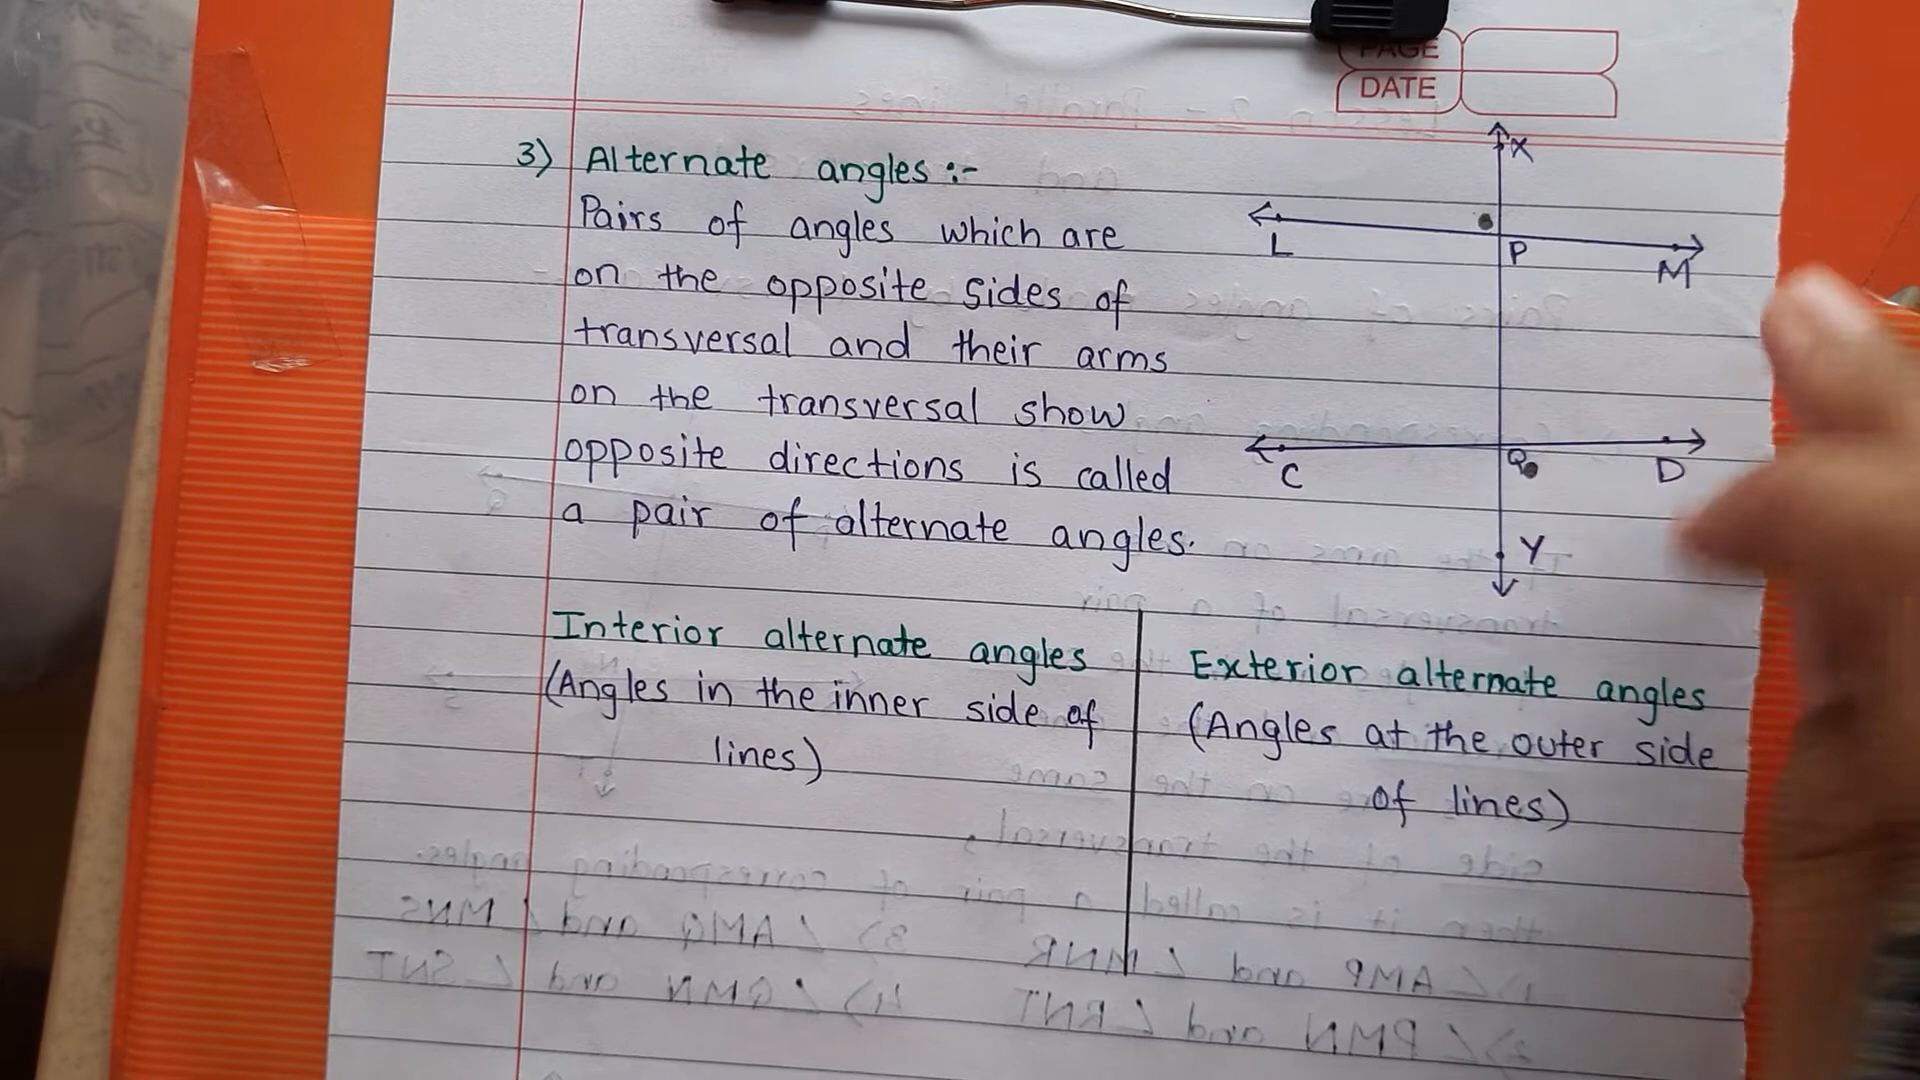 PAGE
DATE
3) Alternate angles :-
Pairs of angles which are
on the opposite sides of
transversal and their arms
on the transversal show
opposite directions is called
a pair of alternate angles.
X
L
P
M
C
Q
D
Y
Interior alternate angles
(Angles in the inner side of
lines)
Exterior alternate angles
(Angles at the outer side
of lines)